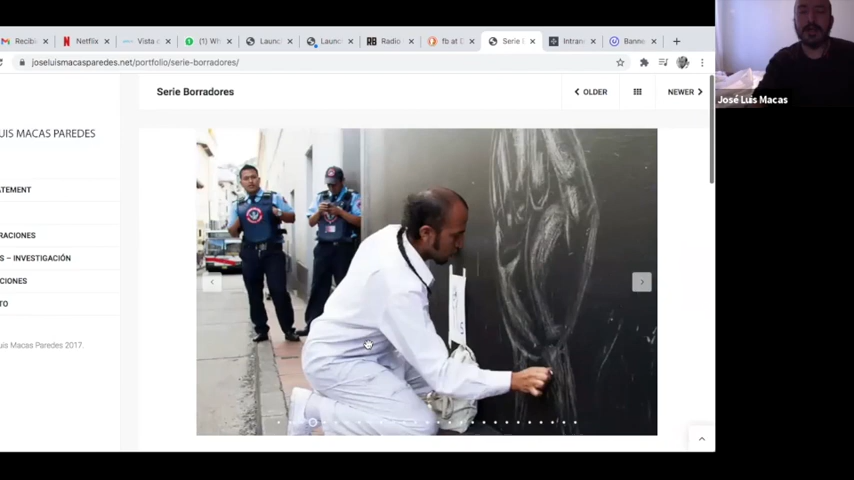 Recibi
Netflix
Vista
(1) Wh
Launc
Launc
Radio
fb at D
Serie B
Intran
Banne
joseluismacasparedes.net/portfolio/serie-borradores/
Serie Borradores
OLDER
NEWER
UIS MACAS PAREDES
ATEMENT
RACIONES
S – INVESTIGACIÓN
CIONES
TO
uis Macas Paredes 2017.
José Luis Macas